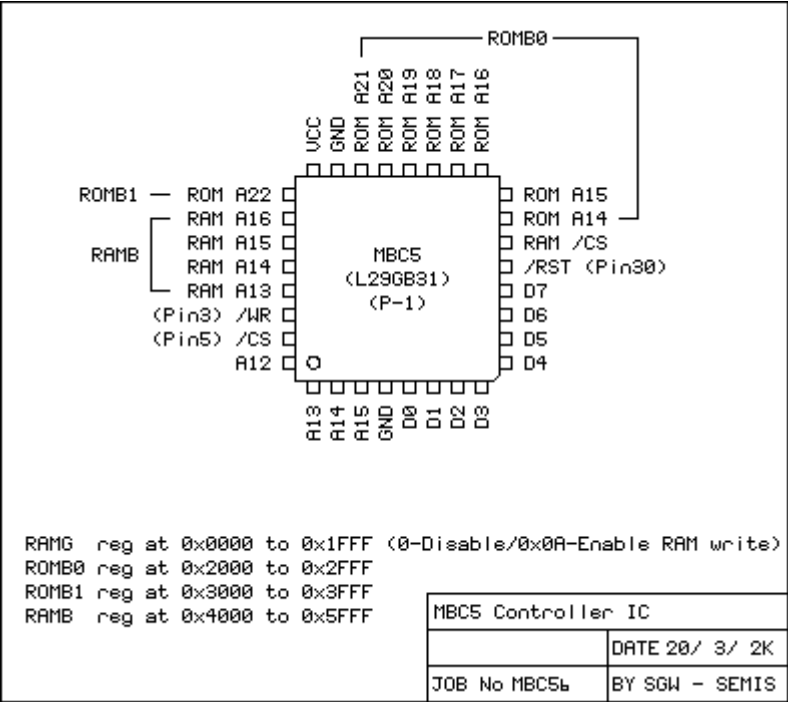 ROMB0
VCC
GND
ROM A21
ROM A20
ROM A19
ROM A18
ROM A17
ROM A16
ROMB1
ROM A22
RAM A16
RAM A15
RAM A14
RAM A13
RAMB
(Pin3) /WR
(Pin5) /CS
A12
MBC5
(L29GB31)
(P-1)
ROM A15
ROM A14
RAM /CS
/RST (Pin30)
D7
D6
D5
D4
A13
A14
A15
GND
D0
D1
D2
D3
RAMG reg at 0x0000 to 0x1FFF (0-Disable/0x0A-Enable RAM write)
ROMB0 reg at 0x2000 to 0x2FFF
ROMB1 reg at 0x3000 to 0x3FFF
RAMB reg at 0x4000 to 0x5FFF
MBC5 Controller IC
DATE 20/ 3/ 2K
JOB No MBC5b
BY SGW - SEMIS